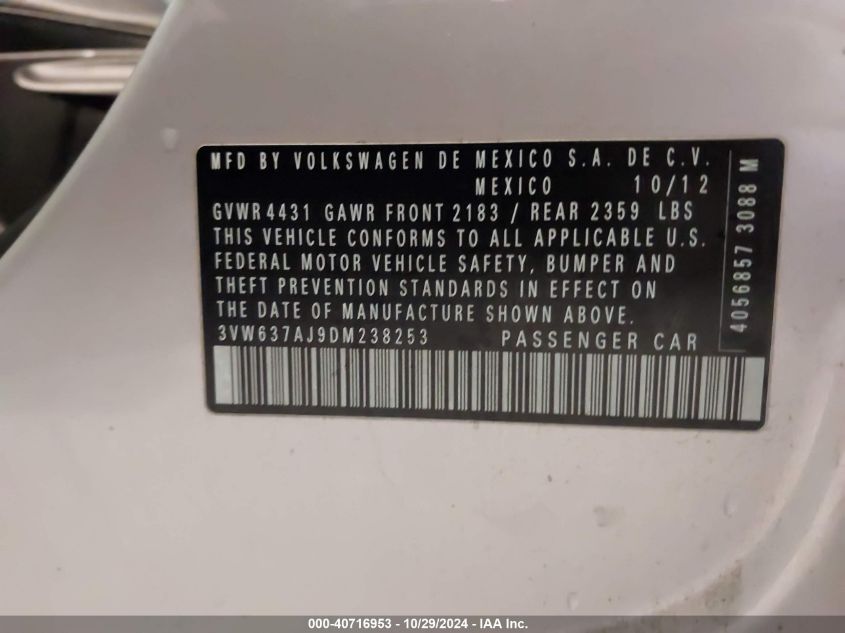 MFD BY VOLKSWAGEN DE MEXICO S.A. DE C.V.
MEXICO 10/12
GVWR 4431 GAWR FRONT 2183 / REAR 2359 LBS
THIS VEHICLE CONFORMS TO ALL APPLICABLE U.S.
FEDERAL MOTOR VEHICLE SAFETY, BUMPER AND
THEFT PREVENTION STANDARDS IN EFFECT ON
THE DATE OF MANUFACTURE SHOWN ABOVE.
3VW637AJ9DM238253 PASSENGER CAR
4056857 3088 M
000-40716953 - 10/29/2024 - IAA Inc.